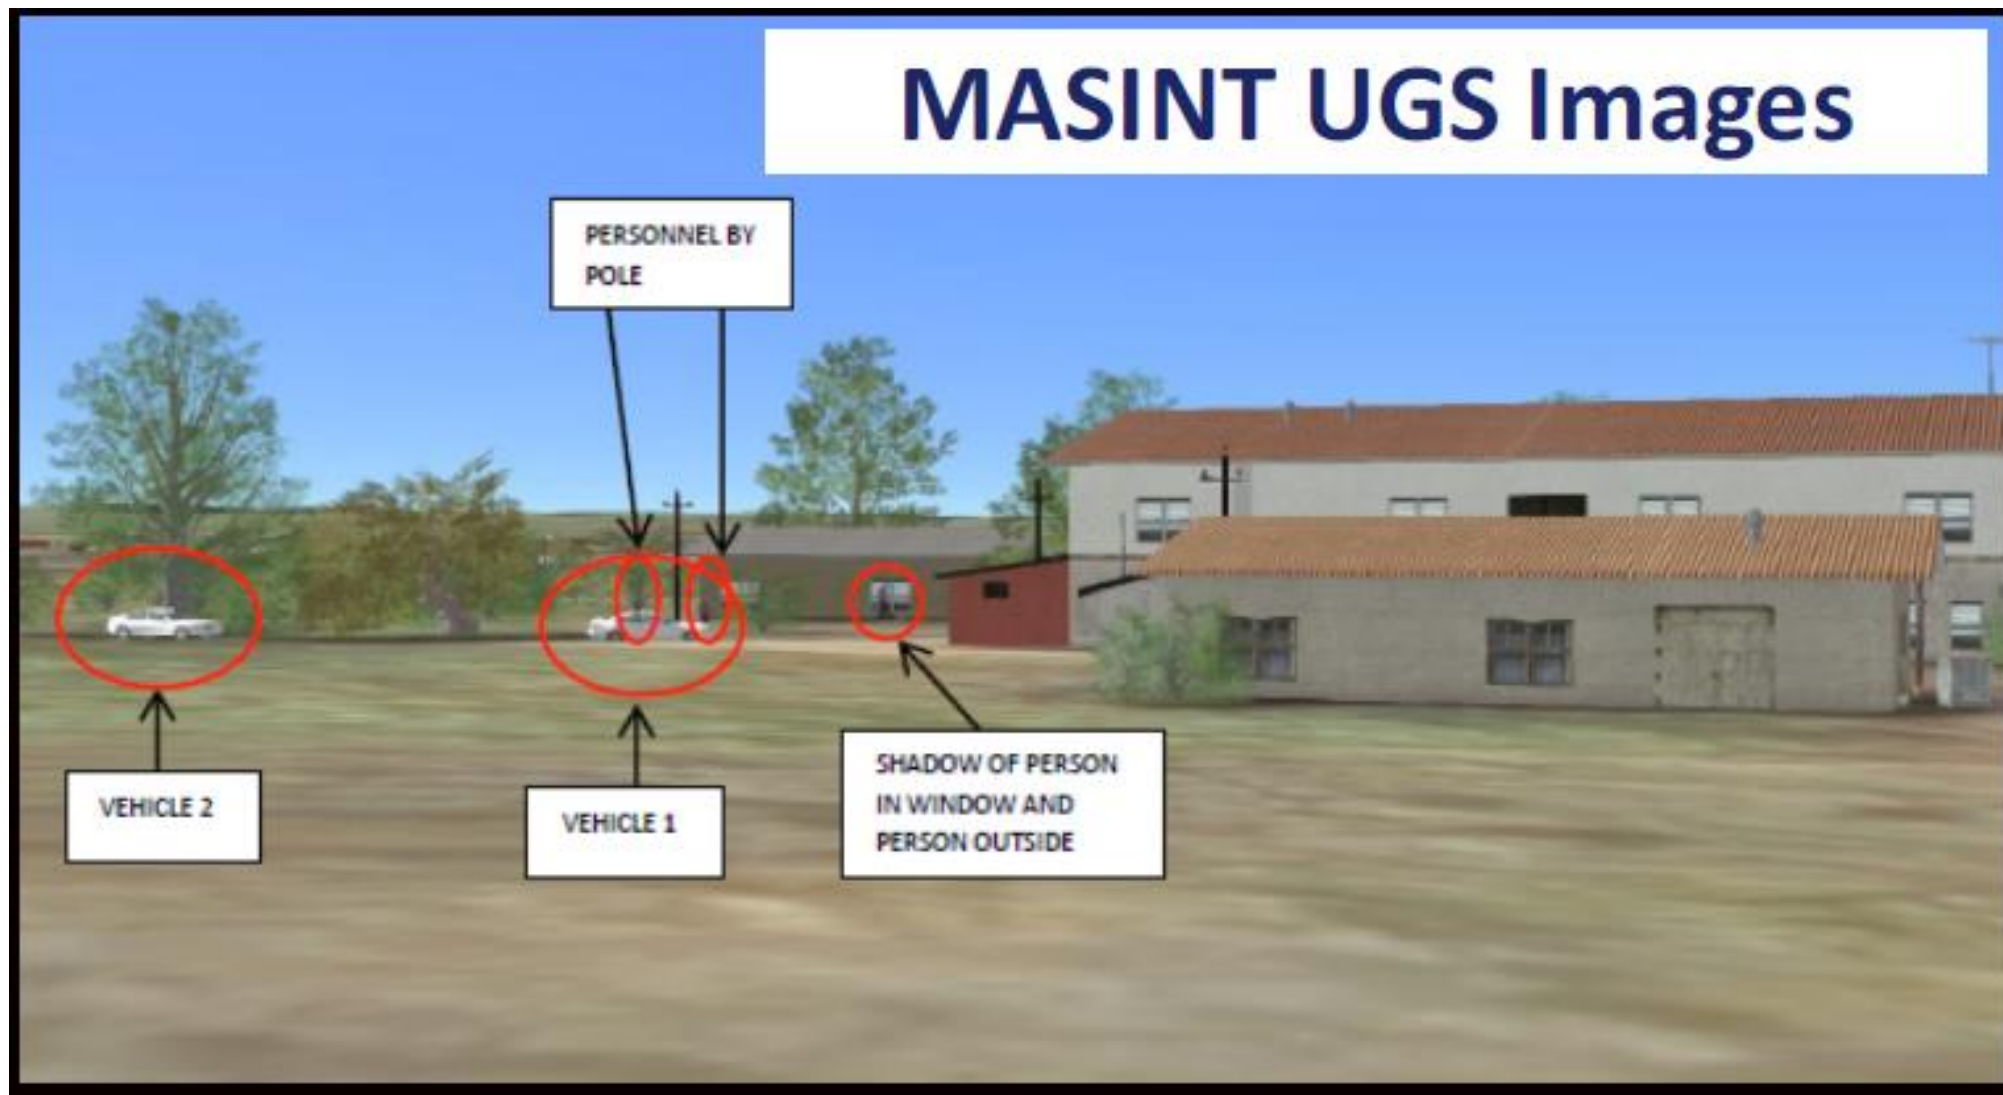 MASINT UGS Images
PERSONNEL BY
POLE
VEHICLE 2
VEHICLE 1
SHADOW OF PERSON
IN WINDOW AND
PERSON OUTSIDE